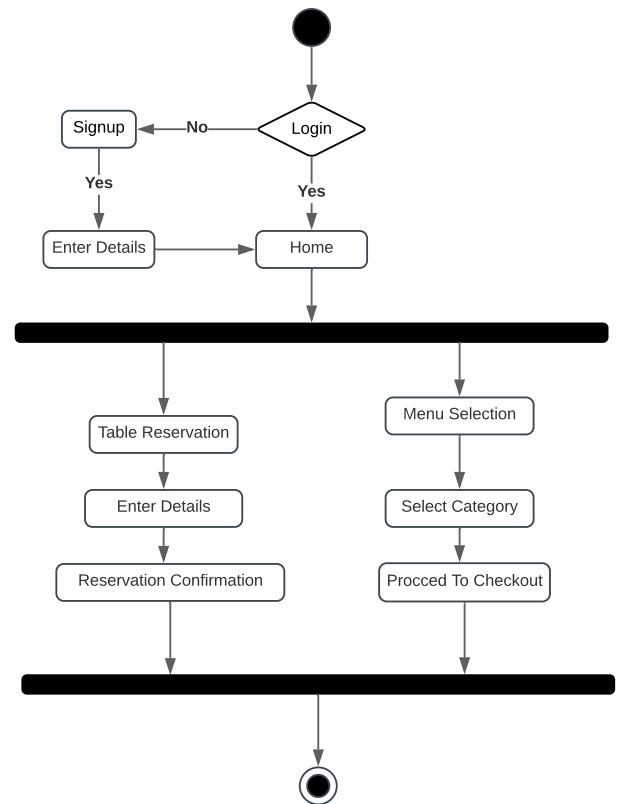 Login
No
Signup
Yes
Yes
Enter Details
Home
Table Reservation
Menu Selection
Enter Details
Select Category
Reservation Confirmation
Procced To Checkout